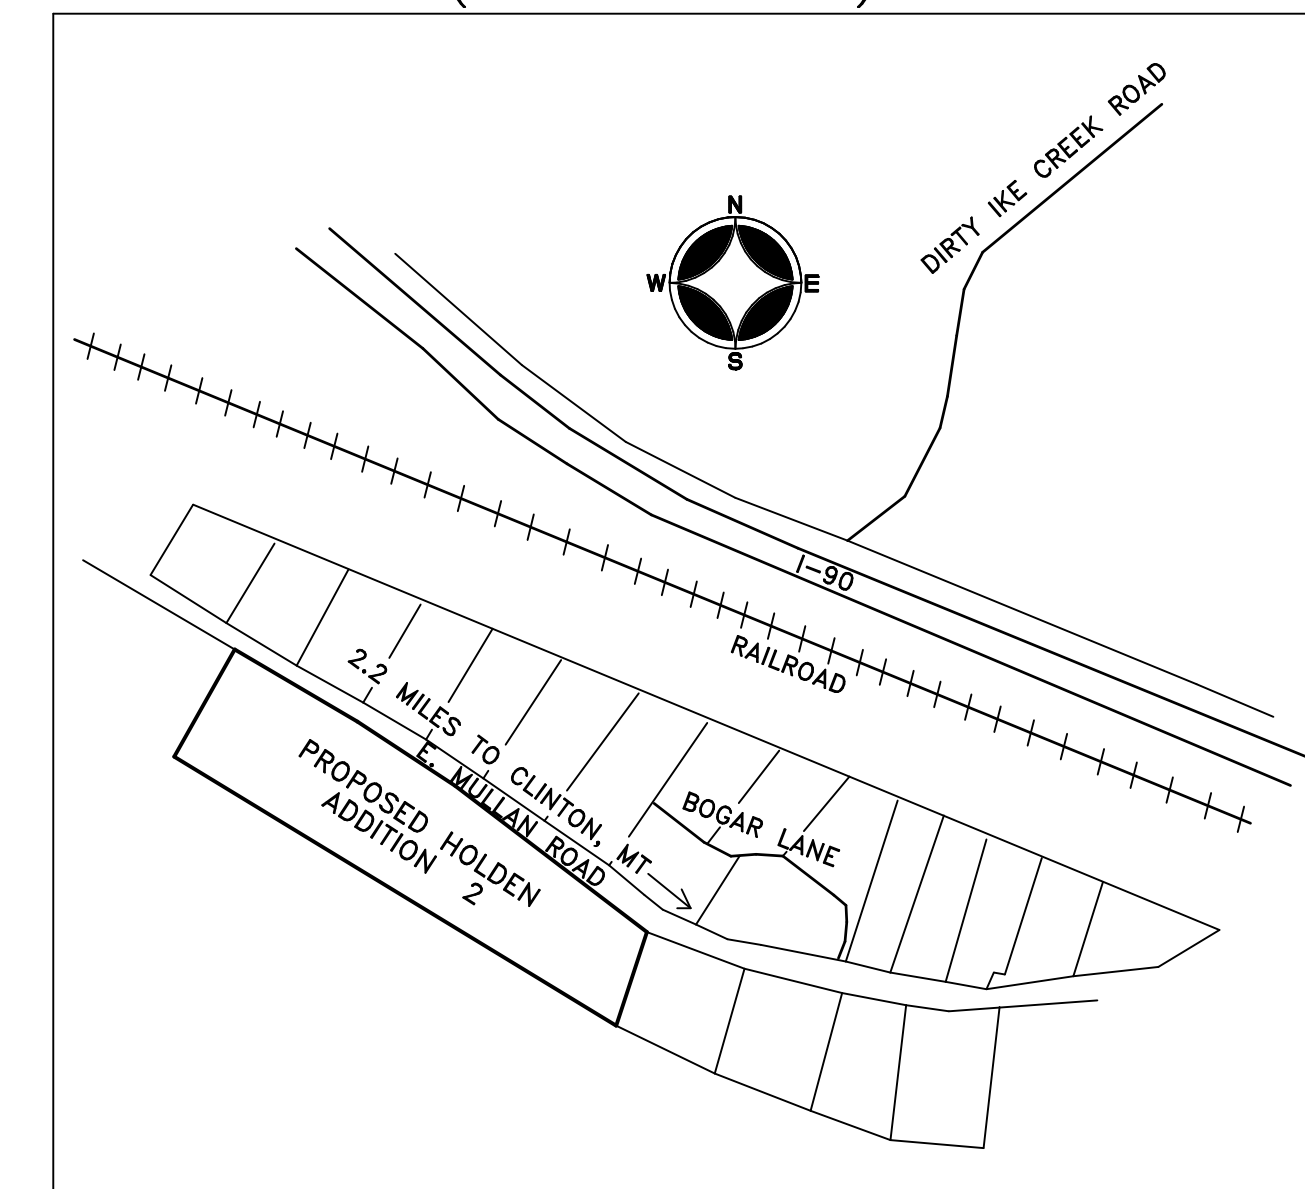 DIRTY IKE CREEK ROAD
N
W E
S
I-90
RAILROAD
2.2 MILES TO CLINTON, MT
E. MULLAN ROAD
BOGAR LANE
PROPOSED HOLDEN
ADDITION 2